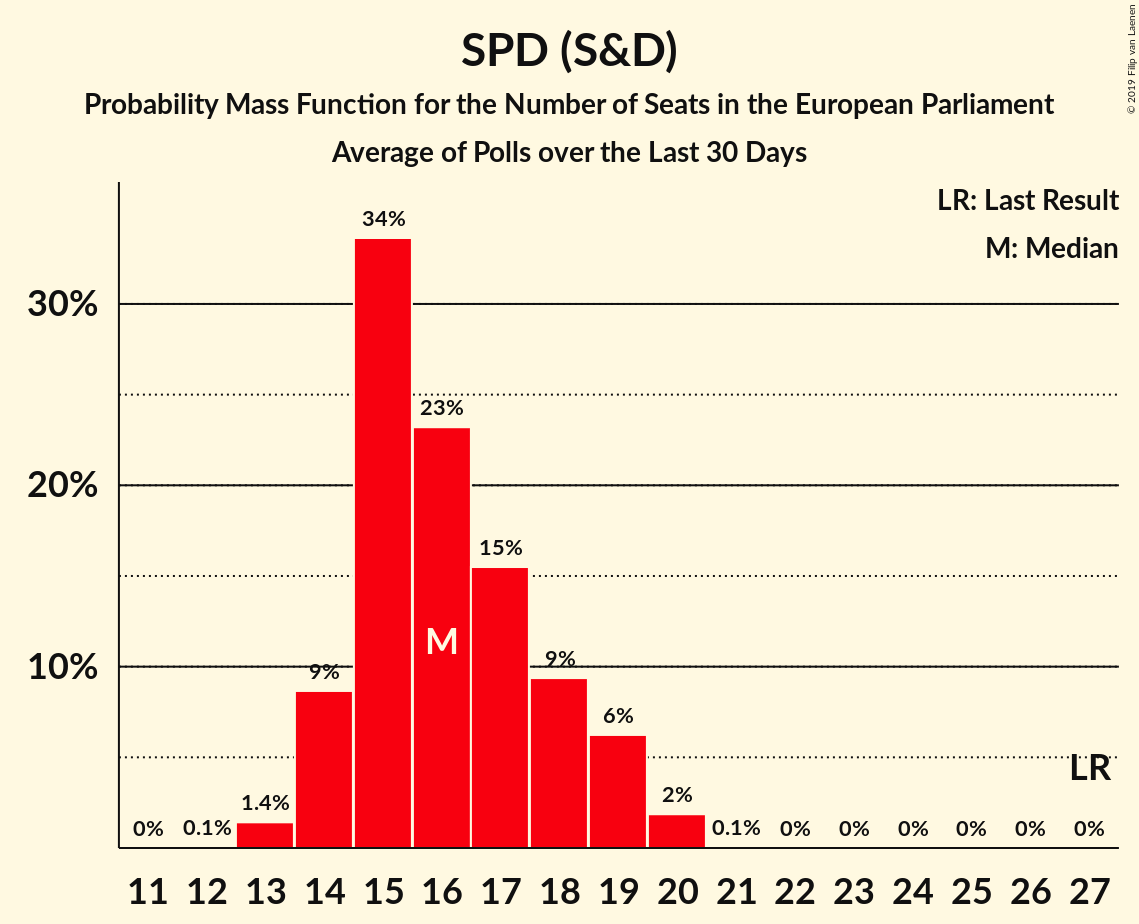 SPD (S&D)
Probability Mass Function for the Number of Seats in the European Parliament
Average of Polls over the Last 30 Days
© 2019 Filip van Laenen
LR: Last Result
M: Median
34%
30%
23%
20%
15%
M
10%
9%
9%
6%
LR
2%
1.4%
0% 0.1% 0.1% 0% 0% 0% 0% 0% 0%
11 12 13 14 15 16 17 18 19 20 21 22 23 24 25 26 27